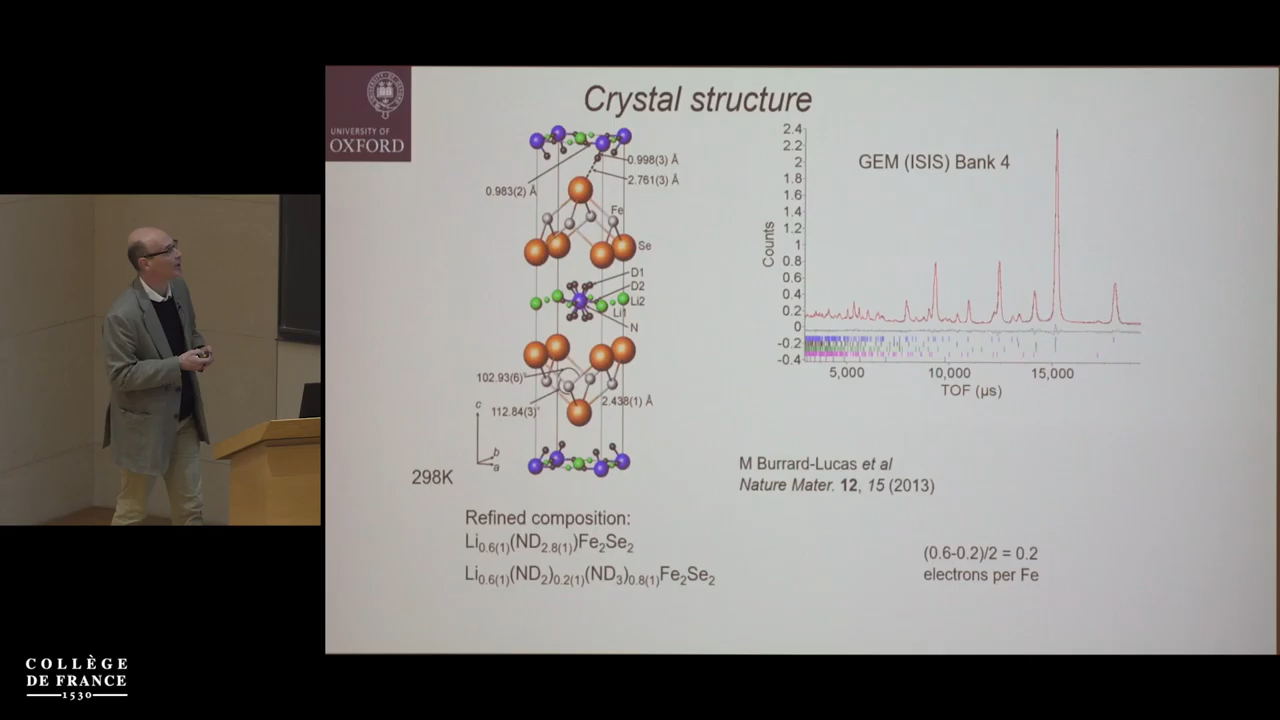 UNIVERSITY OF
OXFORD
Crystal structure
0.998(3) Å
2.761(3) Å
0.983(2) Å
Fe
Se
D1
D2
Li2
Li1
N
102.93(6)°
112.84(3)°
2.438(1) Å
c
b
a
298K
Refined composition:
Li0.6(1)(ND2.8(1))Fe2Se2
Li0.6(1)(ND2)0.2(1)(ND3)0.8(1)Fe2Se2
GEM (ISIS) Bank 4
Counts
2.4
2.2
2
1.8
1.6
1.4
1.2
1
0.8
0.6
0.4
0.2
0
-0.2
-0.4
5,000 10,000 15,000
TOF (µs)
M Burrard-Lucas et al
Nature Mater. 12, 15 (2013)
(0.6-0.2)/2 = 0.2
electrons per Fe
COLLÈGE
DE FRANCE
1530